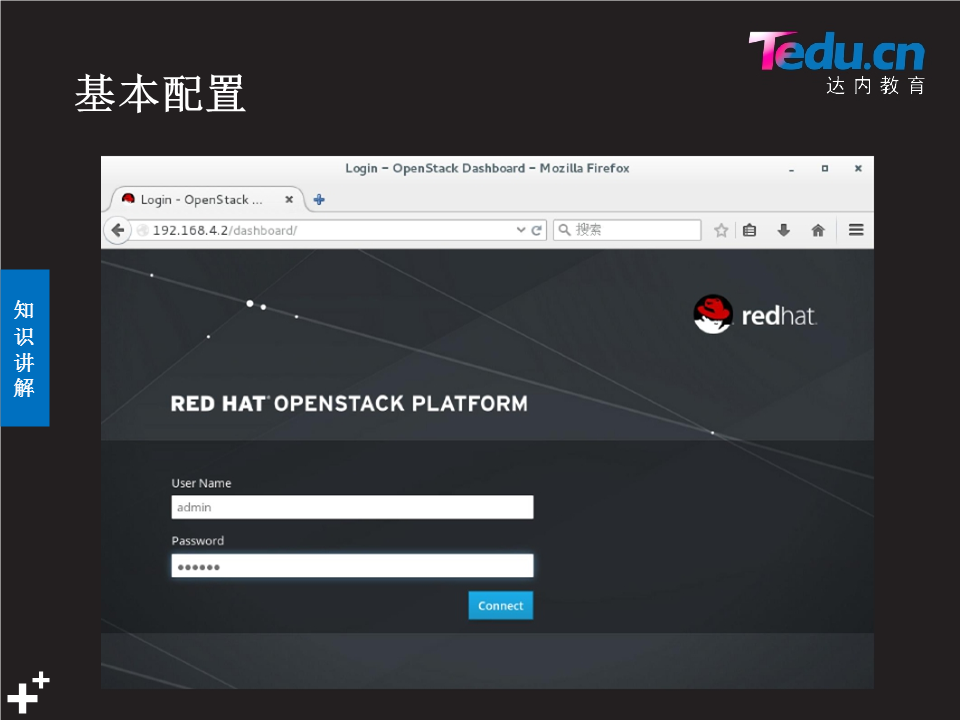 Tedu.cn
达内教育
基本配置
Login - OpenStack Dashboard - Mozilla Firefox
Login - OpenStack ...
192.168.4.2/dashboard/
搜索
知识讲解
redhat.
RED HAT® OPENSTACK PLATFORM
User Name
admin
Password
••••••
Connect